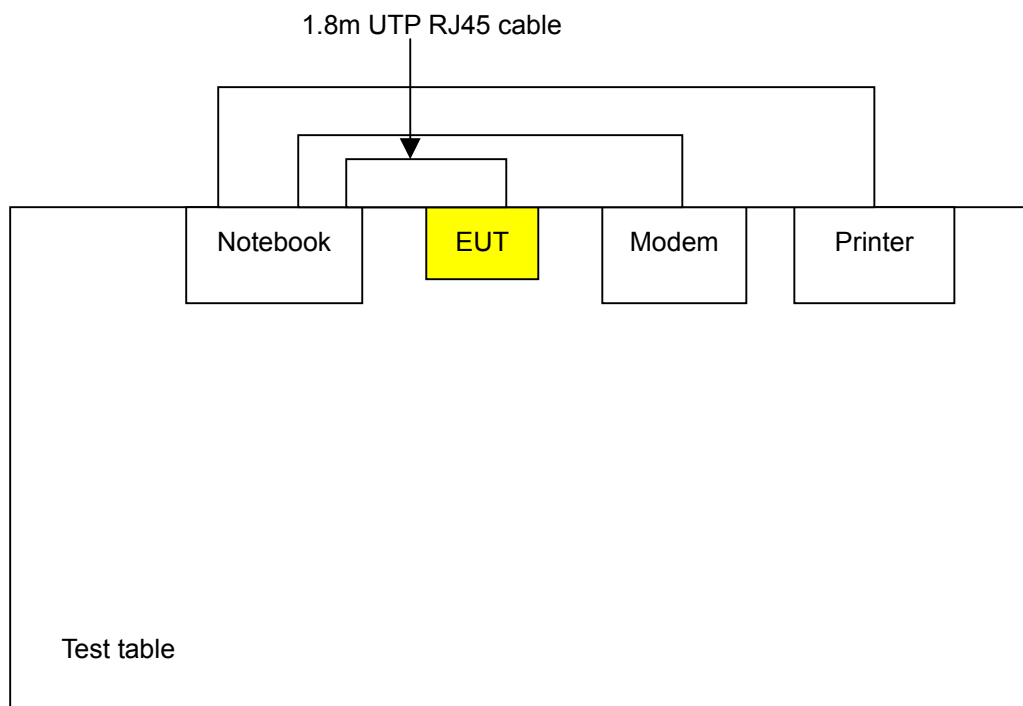 1.8m UTP RJ45 cable
Notebook
EUT
Modem
Printer
Test table